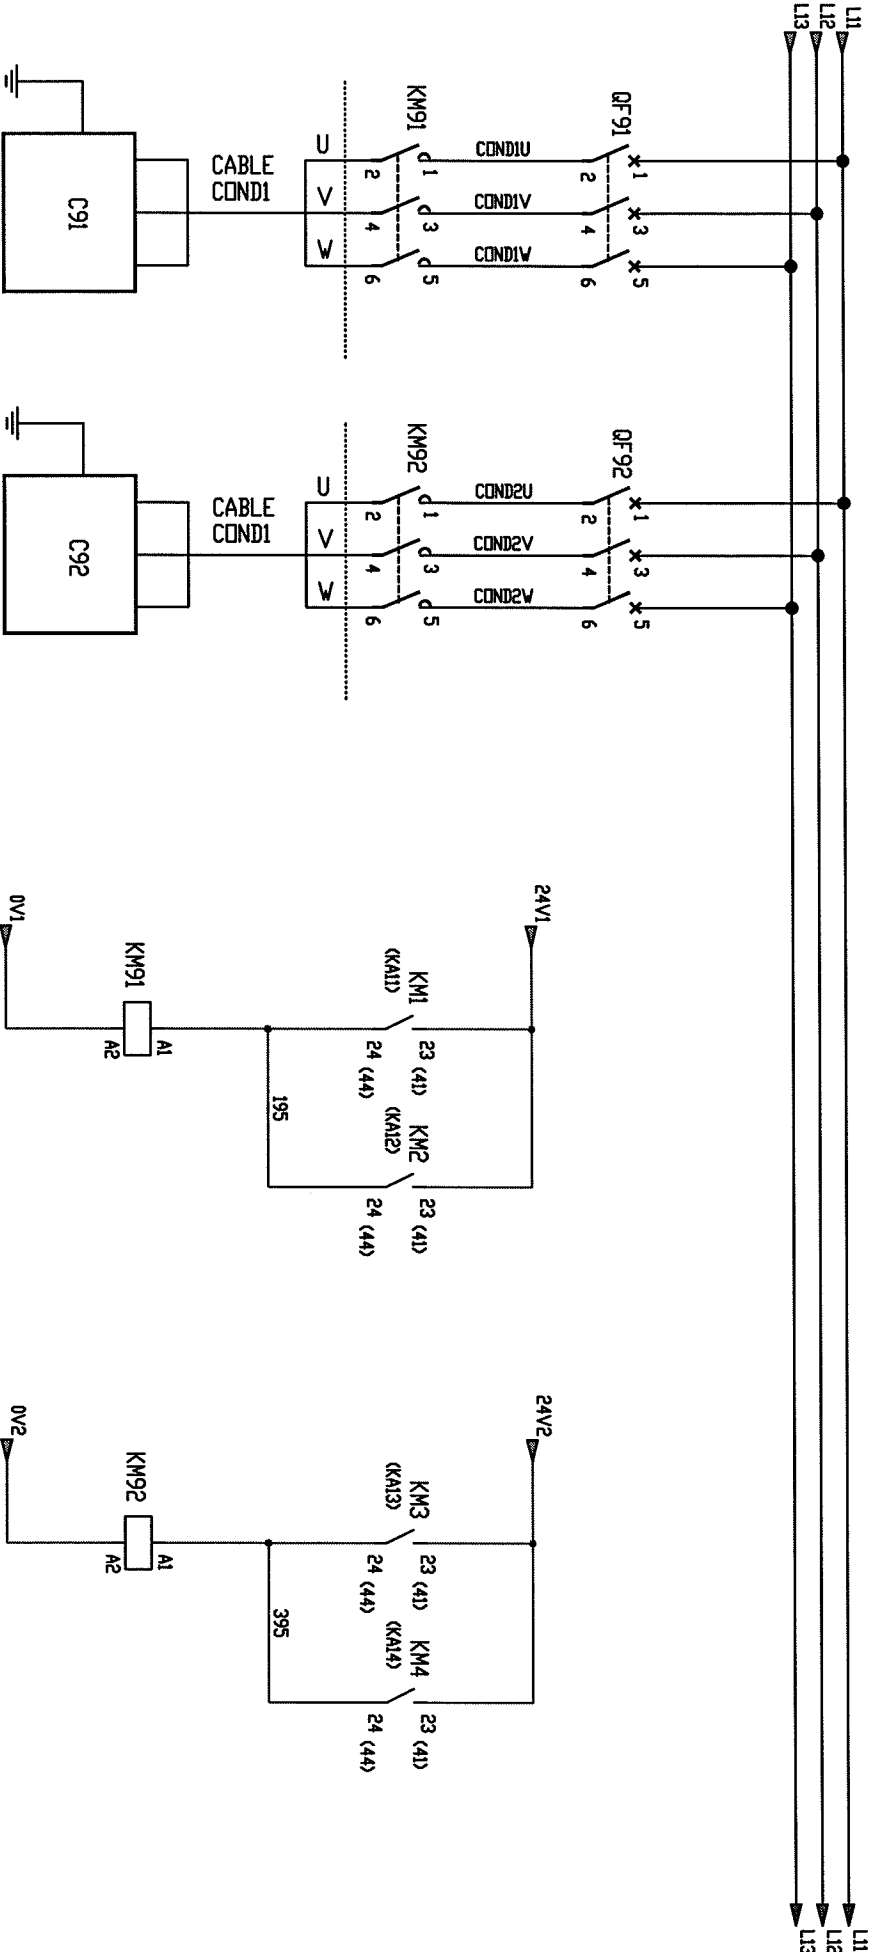 L11
L12
L13
QF91
1
3
5
2
4
6
COND1U
COND1V
COND1W
KM91
1
3
5
2
4
6
U
V
W
CABLE
COND1
C91
QF92
1
3
5
2
4
6
COND2U
COND2V
COND2W
KM92
1
3
5
2
4
6
U
V
W
CABLE
COND1
C92
24V1
KM1
(KA11)
23 (41)
24 (44)
KM2
(KA12)
23 (41)
24 (44)
195
KM91
A1
A2
0V1
24V2
KM3
(KA13)
23 (41)
24 (44)
KM4
(KA14)
23 (41)
24 (44)
395
KM92
A1
A2
0V2
L11
L12
L13